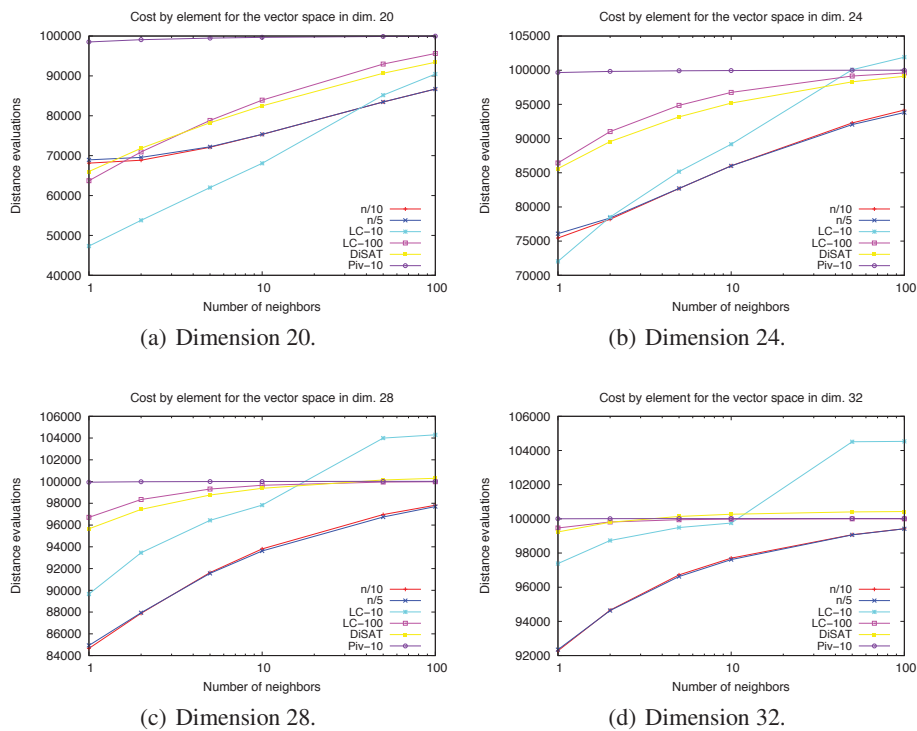 Cost by element for the vector space in dim. 20
Distance evaluations
100000
90000
80000
70000
60000
50000
40000
n/10
n/5
LC-10
LC-100
DiSAT
Piv-10
1
10
100
Number of neighbors
(a) Dimension 20.
Cost by element for the vector space in dim. 24
Distance evaluations
105000
100000
95000
90000
85000
80000
75000
70000
n/10
n/5
LC-10
LC-100
DiSAT
Piv-10
1
10
100
Number of neighbors
(b) Dimension 24.
Cost by element for the vector space in dim. 28
Distance evaluations
106000
104000
102000
100000
98000
96000
94000
92000
90000
88000
86000
84000
n/10
n/5
LC-10
LC-100
DiSAT
Piv-10
1
10
100
Number of neighbors
(c) Dimension 28.
Cost by element for the vector space in dim. 32
Distance evaluations
106000
104000
102000
100000
98000
96000
94000
92000
n/10
n/5
LC-10
LC-100
DiSAT
Piv-10
1
10
100
Number of neighbors
(d) Dimension 32.